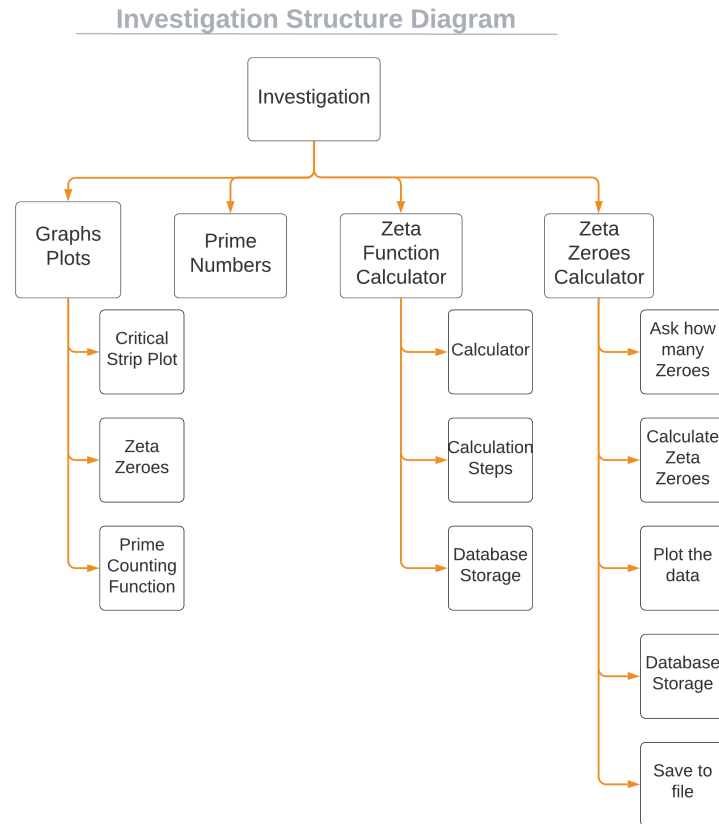 Investigation Structure Diagram
Investigation
Graphs
Plots
Prime
Numbers
Zeta
Function
Calculator
Zeta
Zeroes
Calculator
Critical
Strip Plot
Zeta
Zeroes
Prime
Counting
Function
Calculator
Calculation
Steps
Database
Storage
Ask how
many
Zeroes
Calculate
Zeta
Zeroes
Plot the
data
Database
Storage
Save to
file